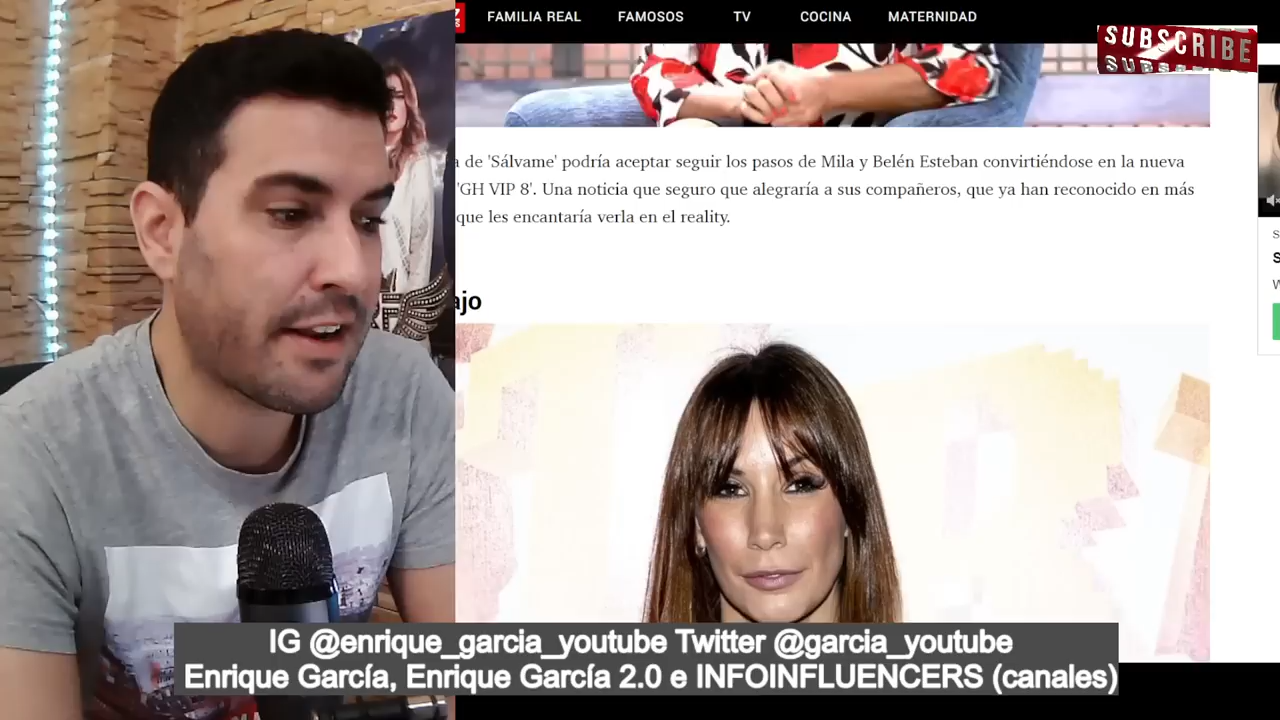 FAMILIA REAL FAMOSOS TV COCINA MATERNIDAD
SUBSCRIBE
a de 'Sálvame' podría aceptar seguir los pasos de Mila y Belén Esteban convirtiéndose en la nueva
'GH VIP 8'. Una noticia que seguro que alegraría a sus compañeros, que ya han reconocido en más
que les encantaría verla en el reality.
ajo
IG @enrique_garcia_youtube Twitter @garcia_youtube
Enrique García, Enrique García 2.0 e INFOINFLUENCERS (canales)